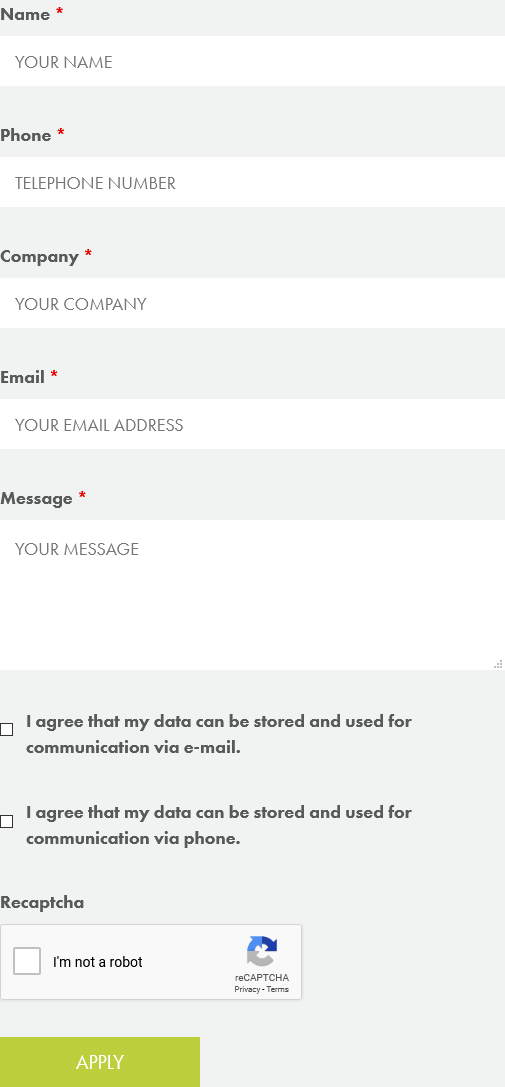 Name *
YOUR NAME
Phone *
TELEPHONE NUMBER
Company *
YOUR COMPANY
Email *
YOUR EMAIL ADDRESS
Message *
YOUR MESSAGE
I agree that my data can be stored and used for
communication via e-mail.
I agree that my data can be stored and used for
communication via phone.
Recaptcha
I'm not a robot
reCAPTCHA
Privacy - Terms
APPLY